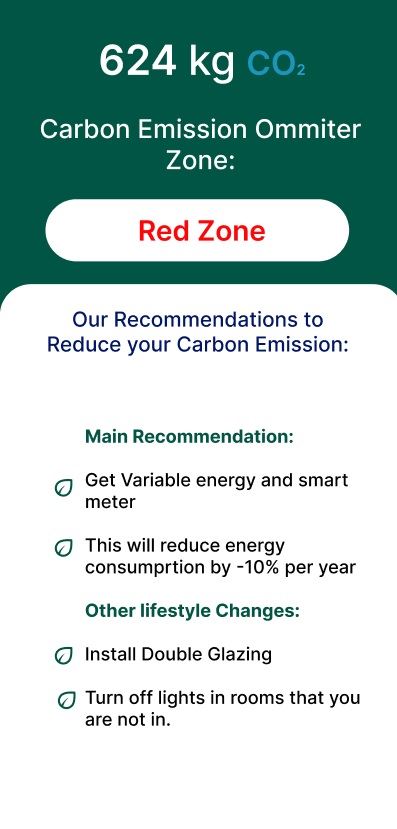 624 kg CO₂
Carbon Emission Ommiter
Zone:
Red Zone
Our Recommendations to
Reduce your Carbon Emission:
Main Recommendation:
Get Variable energy and smart
meter
This will reduce energy
consumprtion by -10% per year
Other lifestyle Changes:
Install Double Glazing
Turn off lights in rooms that you
are not in.